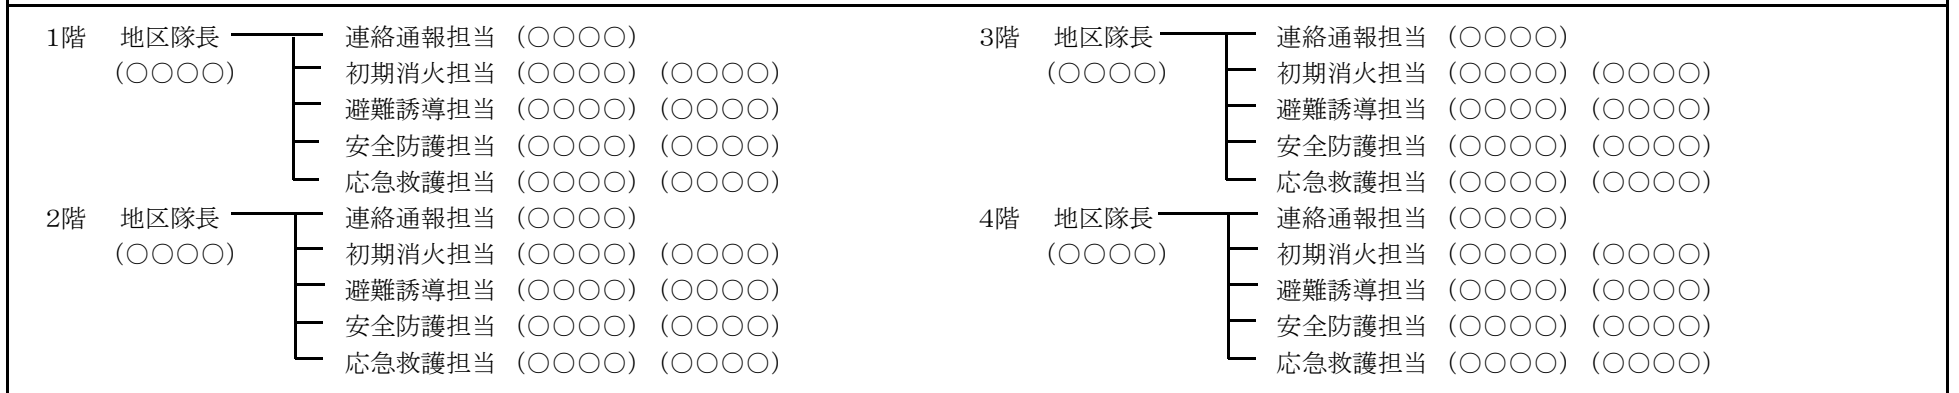 1階 地区隊長 連絡通報担当 (○○○○)
(○○○○) 初期消火担当 (○○○○) (○○○○)
避難誘導担当 (○○○○) (○○○○)
安全防護担当 (○○○○) (○○○○)
応急救護担当 (○○○○) (○○○○)
2階 地区隊長 連絡通報担当 (○○○○)
(○○○○) 初期消火担当 (○○○○) (○○○○)
避難誘導担当 (○○○○) (○○○○)
安全防護担当 (○○○○) (○○○○)
応急救護担当 (○○○○) (○○○○)
3階 地区隊長 連絡通報担当 (○○○○)
(○○○○) 初期消火担当 (○○○○) (○○○○)
避難誘導担当 (○○○○) (○○○○)
安全防護担当 (○○○○) (○○○○)
応急救護担当 (○○○○) (○○○○)
4階 地区隊長 連絡通報担当 (○○○○)
(○○○○) 初期消火担当 (○○○○) (○○○○)
避難誘導担当 (○○○○) (○○○○)
安全防護担当 (○○○○) (○○○○)
応急救護担当 (○○○○) (○○○○)